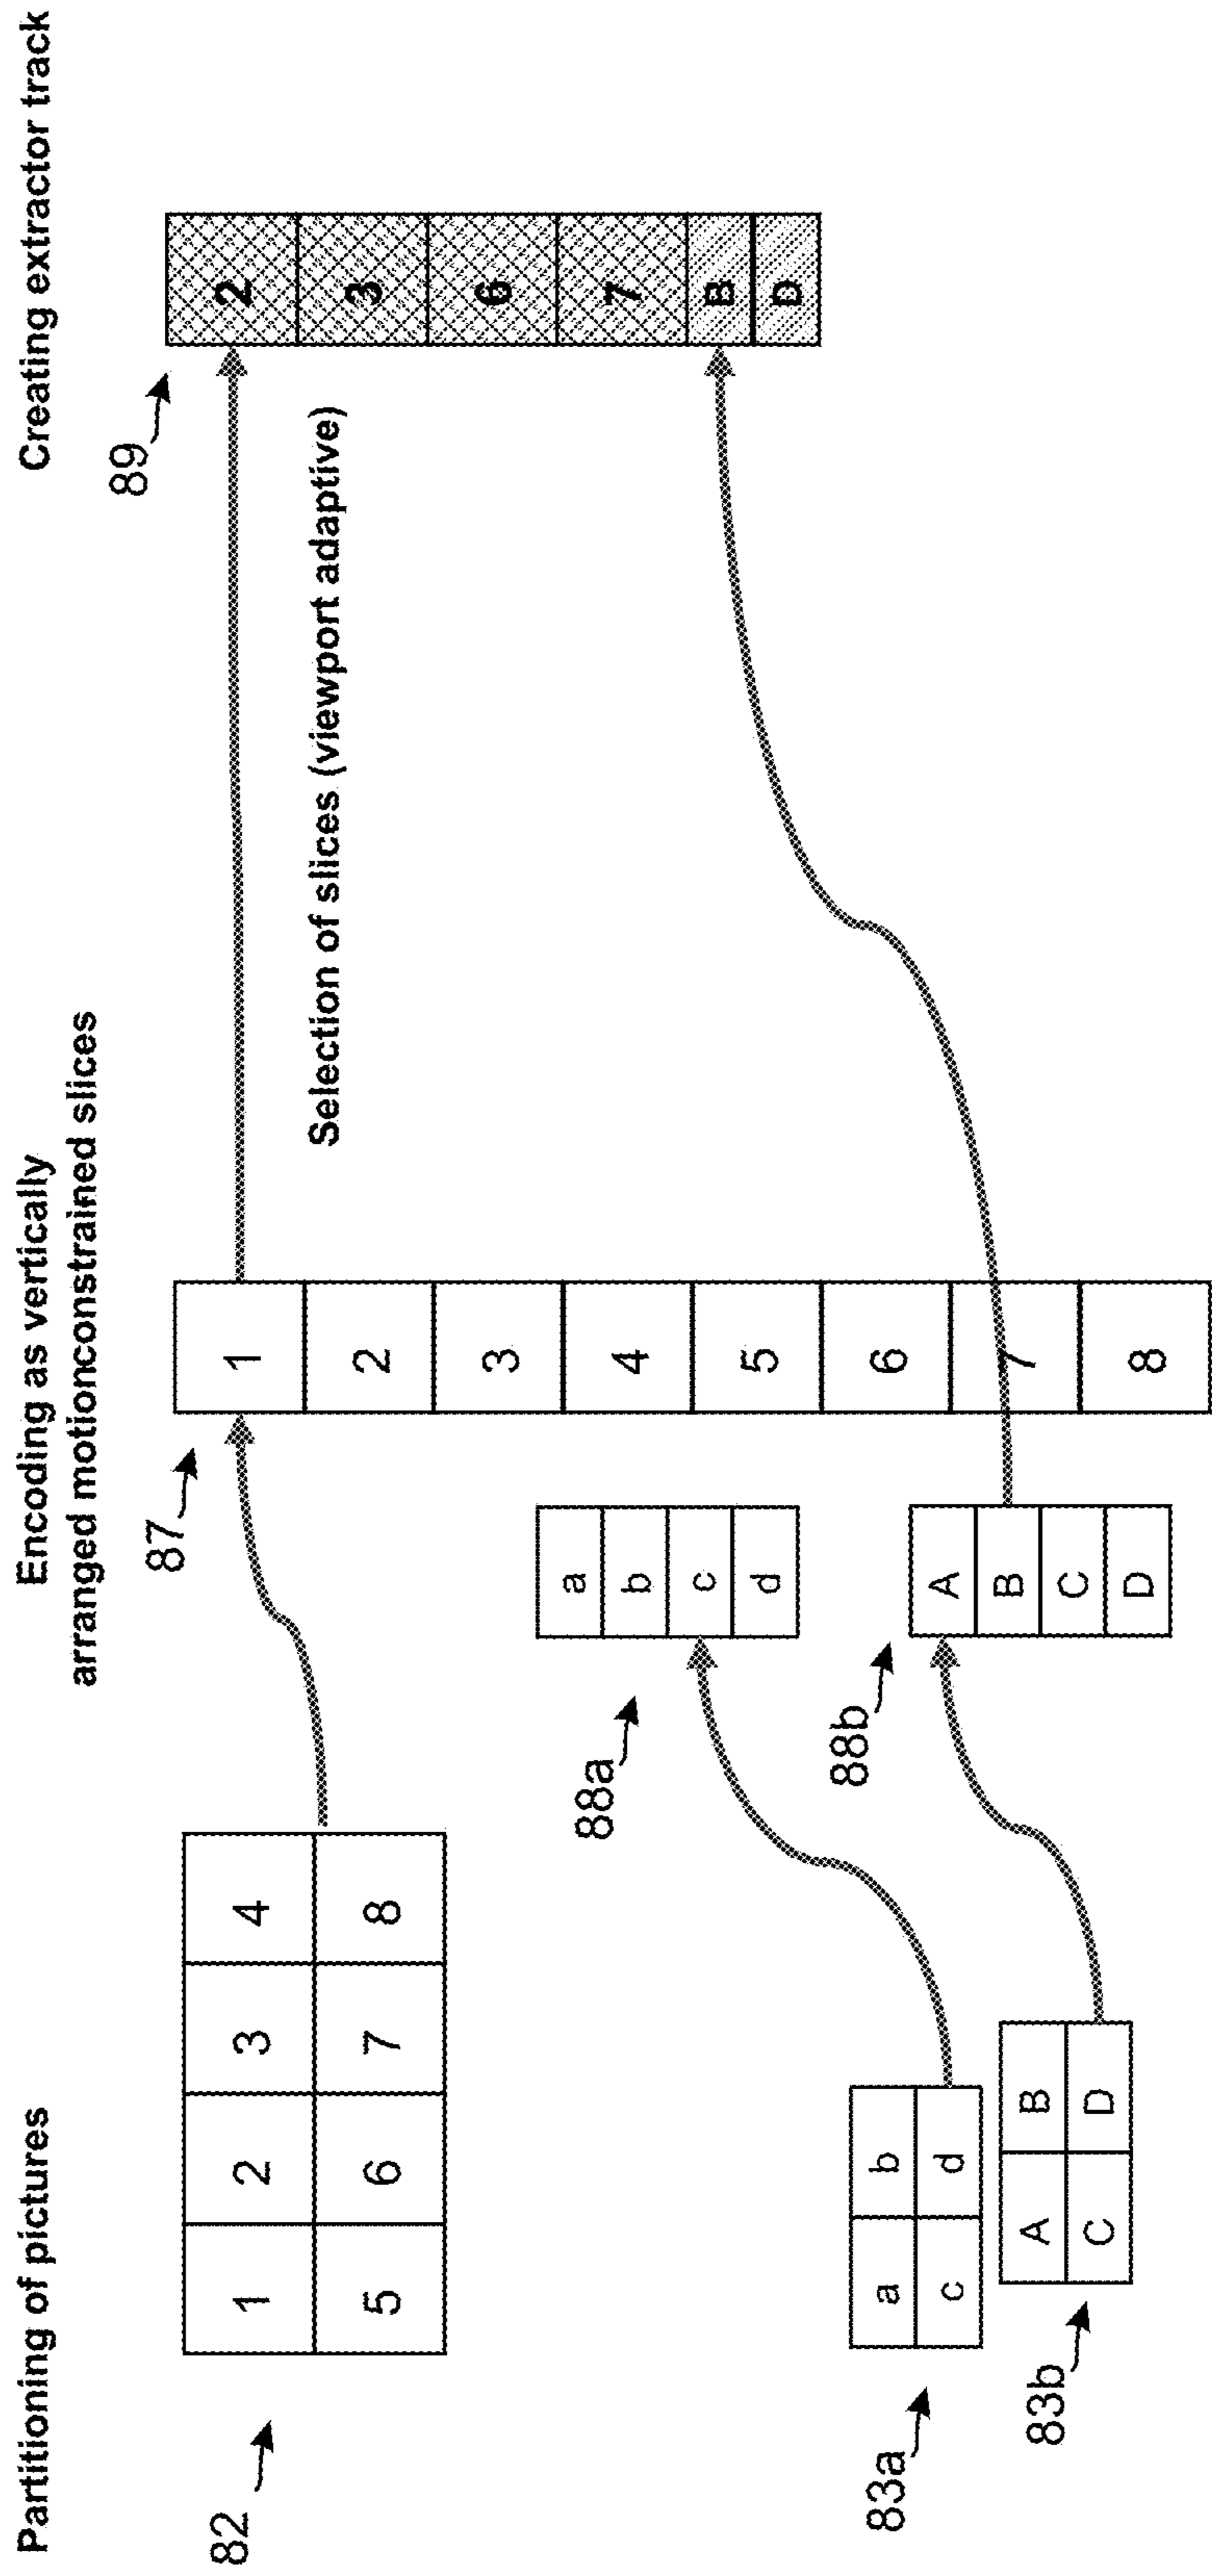 Partitioning of pictures
Encoding as vertically
arranged motionconstrained slices
Creating extractor track
82
1 2 3 4
5 6 7 8
83a
a b
c d
83b
A B
C D
87
1
2
3
4
5
6
7
8
88a
a
b
c
d
88b
A
B
C
D
Selection of slices (viewport adaptive)
89
2
3
6
7
B
D